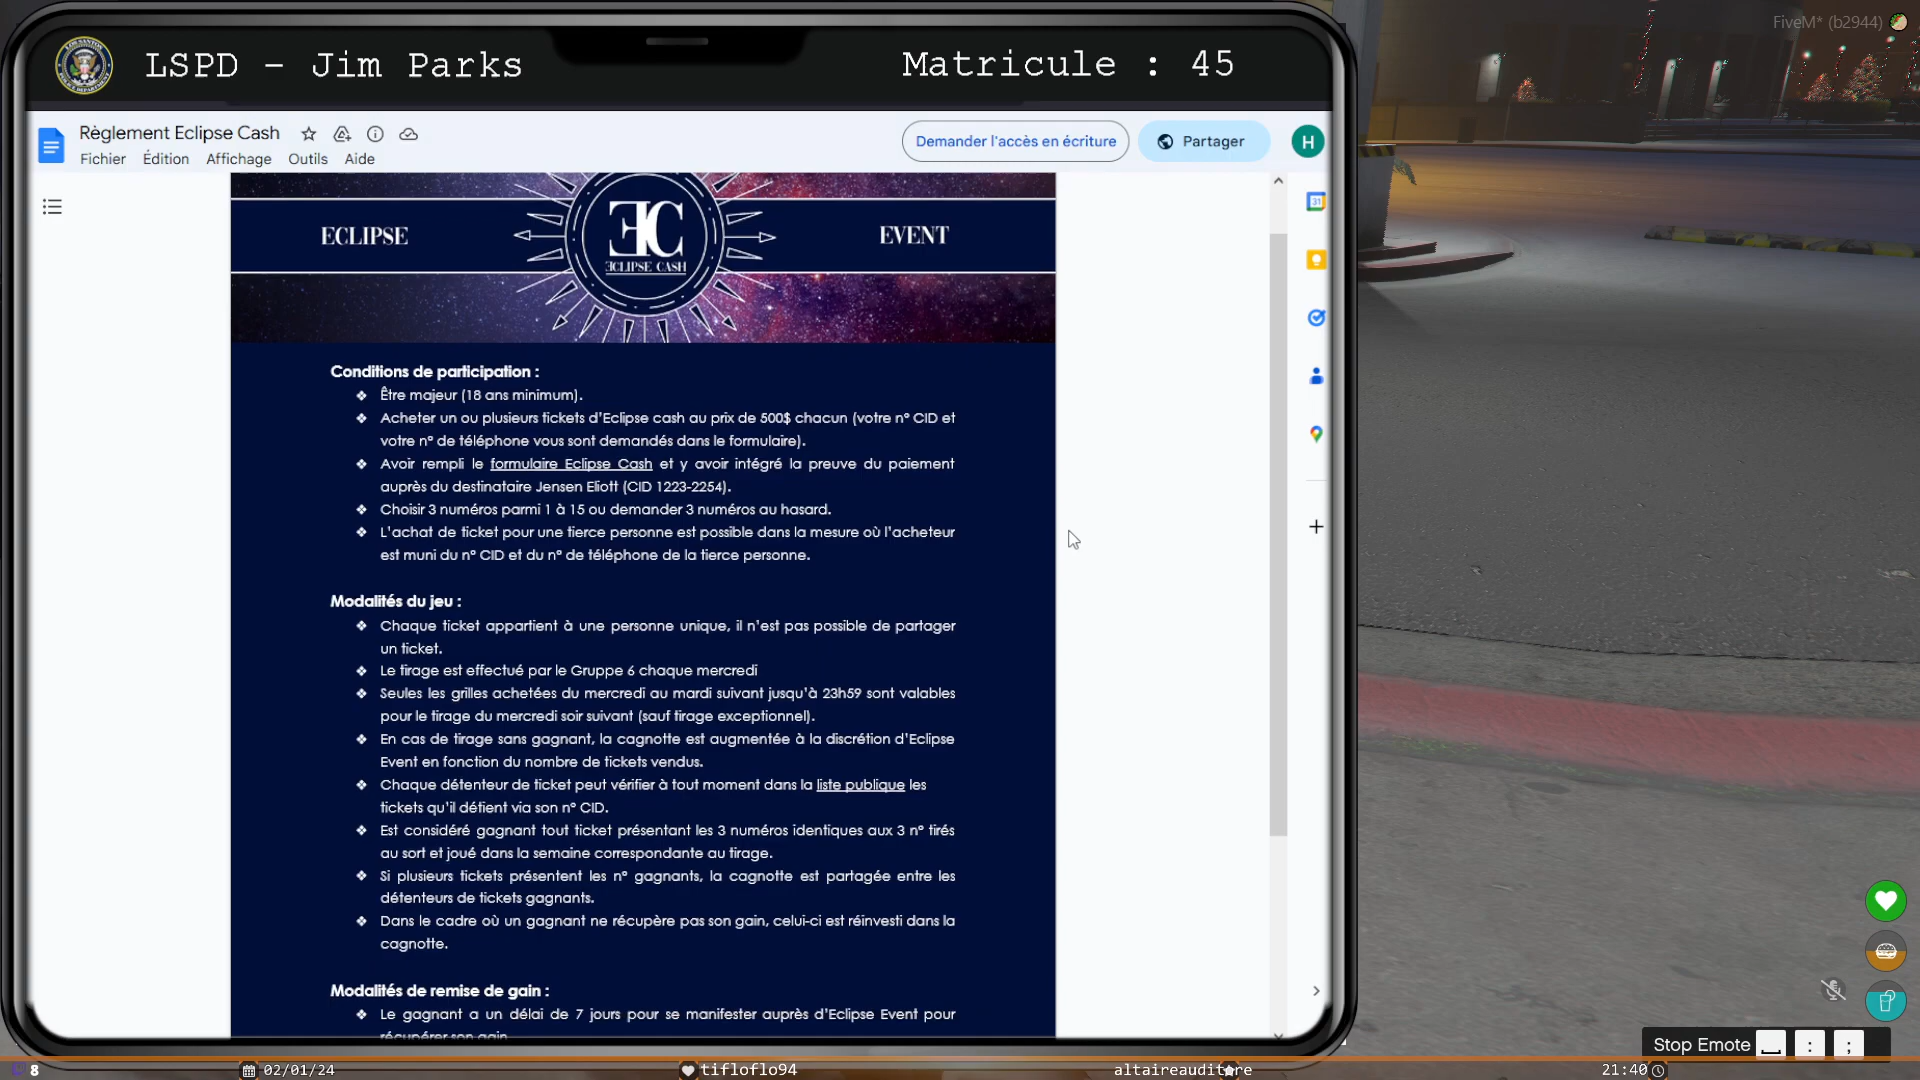 FiveM* (b2944)
LSPD - Jim Parks
Matricule : 45
Règlement Eclipse Cash
Demander l'accès en écriture
Partager
H
Fichier Édition Affichage Outils Aide
31
ECLIPSE
EC
ECLIPSE CASH
EVENT
Conditions de participation :
❖ Être majeur (18 ans minimum).
❖ Acheter un ou plusieurs tickets d'Eclipse cash au prix de 500$ chacun (votre n° CID et
votre n° de téléphone vous sont demandés dans le formulaire).
❖ Avoir rempli le formulaire Eclipse Cash et y avoir intégré la preuve du paiement
auprès du destinataire Jensen Eliott (CID 1223-2254).
❖ Choisir 3 numéros parmi 1 à 15 ou demander 3 numéros au hasard.
❖ L'achat de ticket pour une tierce personne est possible dans la mesure où l'acheteur
est muni du n° CID et du n° de téléphone de la tierce personne.
Modalités du jeu :
❖ Chaque ticket appartient à une personne unique, il n'est pas possible de partager
un ticket.
❖ Le tirage est effectué par le Gruppe 6 chaque mercredi
❖ Seules les grilles achetées du mercredi au mardi suivant jusqu'à 23h59 sont valables
pour le tirage du mercredi soir suivant (sauf tirage exceptionnel).
❖ En cas de tirage sans gagnant, la cagnotte est augmentée à la discrétion d'Eclipse
Event en fonction du nombre de tickets vendus.
❖ Chaque détenteur de ticket peut vérifier à tout moment dans la liste publique les
tickets qu'il détient via son n° CID.
❖ Est considéré gagnant tout ticket présentant les 3 numéros identiques aux 3 n° tirés
au sort et joué dans la semaine correspondante au tirage.
❖ Si plusieurs tickets présentent les n° gagnants, la cagnotte est partagée entre les
détenteurs de tickets gagnants.
❖ Dans le cadre où un gagnant ne récupère pas son gain, celui-ci est réinvesti dans la
cagnotte.
Modalités de remise de gain :
❖ Le gagnant a un délai de 7 jours pour se manifester auprès d'Eclipse Event pour
récupérer son gain
Stop Emote : ;
8
02/01/24
tifloflo94
altaireauditore
21:40